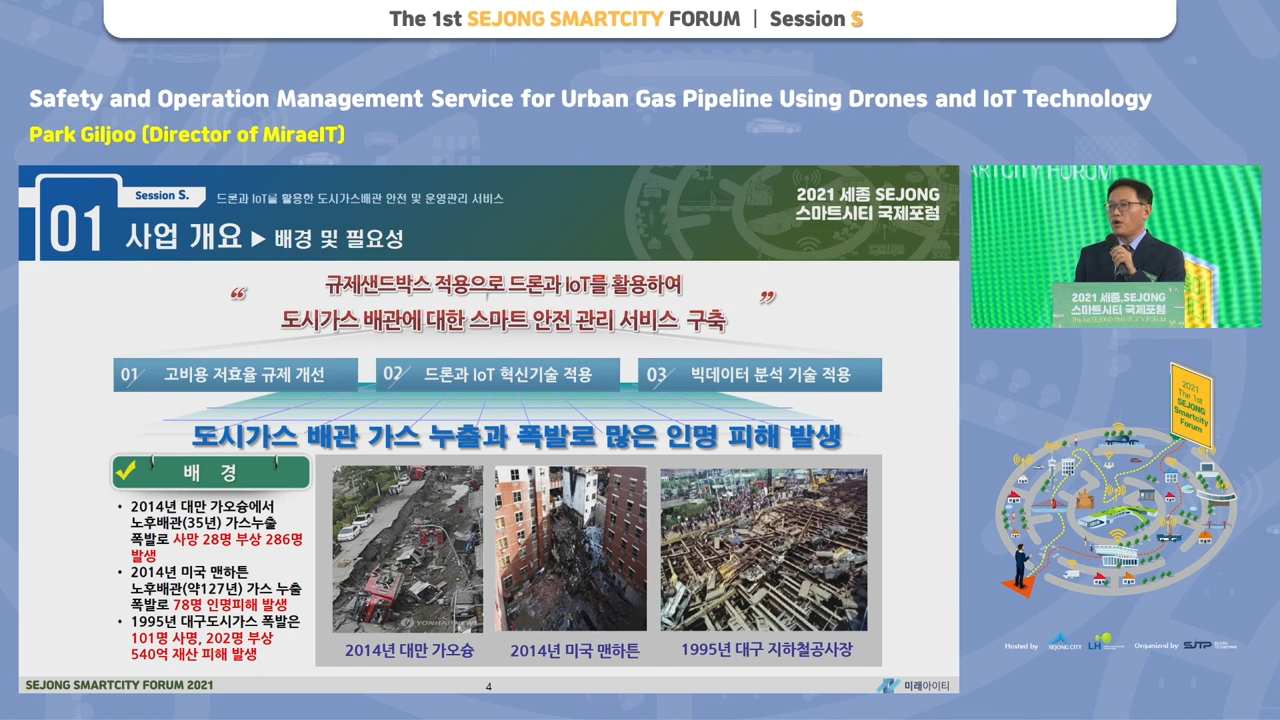 The 1st SEJONG SMARTCITY FORUM | Session S
Safety and Operation Management Service for Urban Gas Pipeline Using Drones and IoT Technology
Park Giljoo (Director of MiraeIT)
01
Session S.
드론과 IoT를 활용한 도시가스배관 안전 및 운영관리 서비스
사업 개요 ▶ 배경 및 필요성
2021 세종 SEJONG
스마트시티 국제포럼
“ 규제샌드박스 적용으로 드론과 IoT를 활용하여 ”
도시가스 배관에 대한 스마트 안전 관리 서비스 구축
01 고비용 저효율 규제 개선
02 드론과 IoT 혁신기술 적용
03 빅데이터 분석 기술 적용
도시가스 배관 가스 누출과 폭발로 많은 인명 피해 발생
배 경
• 2014년 대만 가오슝에서
노후배관(35년) 가스누출
폭발로 사망 28명 부상 286명
발생
• 2014년 미국 맨하튼
노후배관(약127년) 가스 누출
폭발로 78명 인명피해 발생
• 1995년 대구도시가스 폭발은
101명 사명, 202명 부상
540억 재산 피해 발생
YONHAP NEWS
2014년 대만 가오슝
2014년 미국 맨하튼
1995년 대구 지하철공사장
SEJONG SMARTCITY FORUM 2021
4
미래아이티
ARTCITY FORUM
2021 세종 SEJONG
스마트시티 국제포럼
2021
The 1st
SEJONG
Smartcity
Forum
Hosted by
SEJONG CITY
LH
Organized by
SJTP